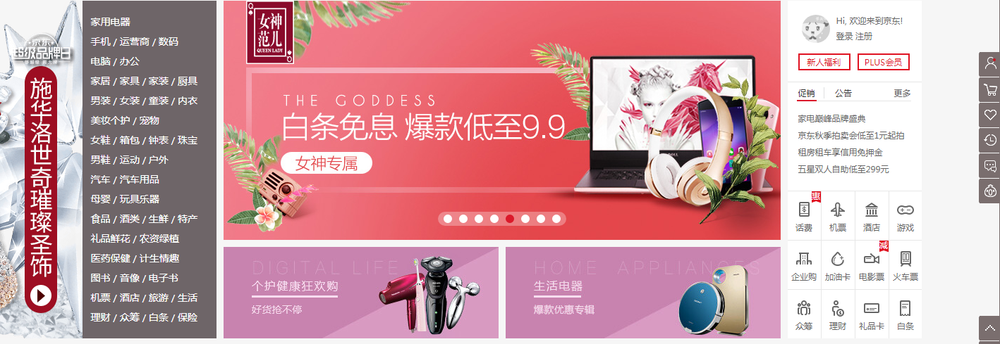 京东
超级品牌日
施华洛世奇璀璨圣饰
家用电器
手机 / 运营商 / 数码
电脑 / 办公
家居 / 家具 / 家装 / 厨具
男装 / 女装 / 童装 / 内衣
美妆个护 / 宠物
女鞋 / 箱包 / 钟表 / 珠宝
男鞋 / 运动 / 户外
汽车 / 汽车用品
母婴 / 玩具乐器
食品 / 酒类 / 生鲜 / 特产
礼品鲜花 / 农资绿植
医药保健 / 计生情趣
图书 / 音像 / 电子书
机票 / 酒店 / 旅游 / 生活
理财 / 众筹 / 白条 / 保险
Q
女神
范儿
QUEEN LADY
Q
THE GODDESS
白条免息 爆款低至9.9
女神专属
DELL
DIGITAL LIFE
个护健康狂欢购
好货抢不停
HOME APPLIANCES
生活电器
爆款优惠专辑
Hi, 欢迎来到京东!
登录 注册
新人福利
PLUS会员
促销
公告
更多
家电巅峰品牌盛典
京东秋季拍卖会低至1元起拍
租房租车享信用免押金
五星双人自助低至299元
惠
话费
机票
酒店
游戏
减
企业购
加油卡
电影票
火车票
众筹
理财
礼品卡
白条